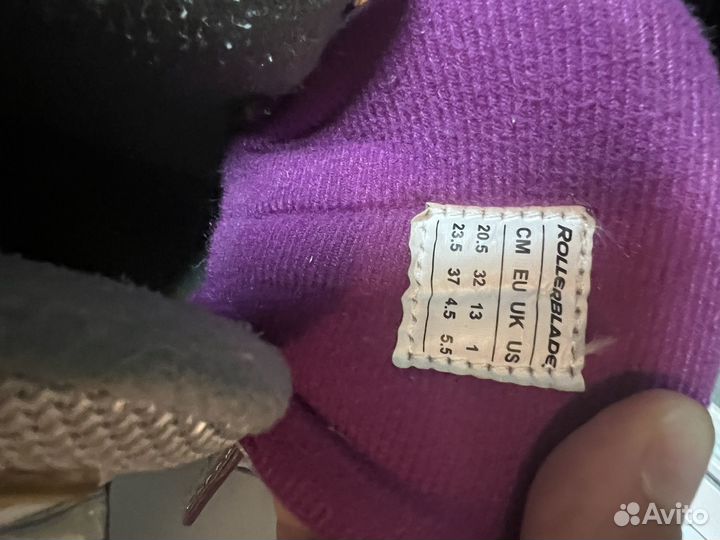 ROLLERBLADE
CM EU UK US
20.5 32 13 1
23.5 37 4.5 5.5
Avito